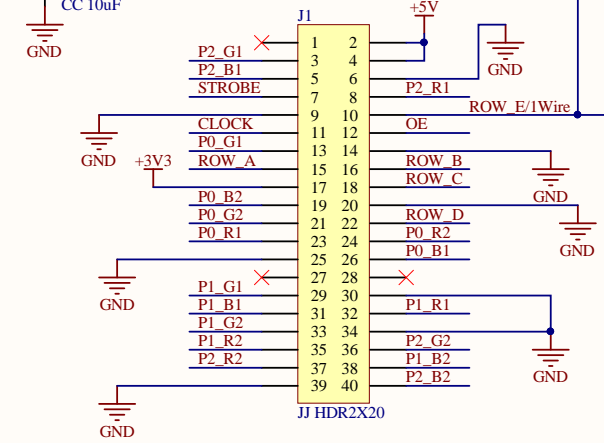 CC 10uF
J1
+5V
GND
1 2
P2_G1 3 4
GND
P2_B1 5 6
STROBE 7 8 P2_R1
9 10 ROW_E/1Wire
CLOCK 11 12 OE
P0_G1 13 14
GND +3V3 ROW_A 15 16 ROW_B
17 18 ROW_C
GND
P0_B2 19 20
P0_G2 21 22 ROW_D
P0_R1 23 24 P0_R2
GND
25 26 P0_B1
27 28
P1_G1 29 30
GND
P1_B1 31 32 P1_R1
P1_G2 33 34
P1_R2 35 36 P2_G2
P2_R2 37 38 P1_B2
GND
39 40 P2_B2
JJ HDR2X20
GND